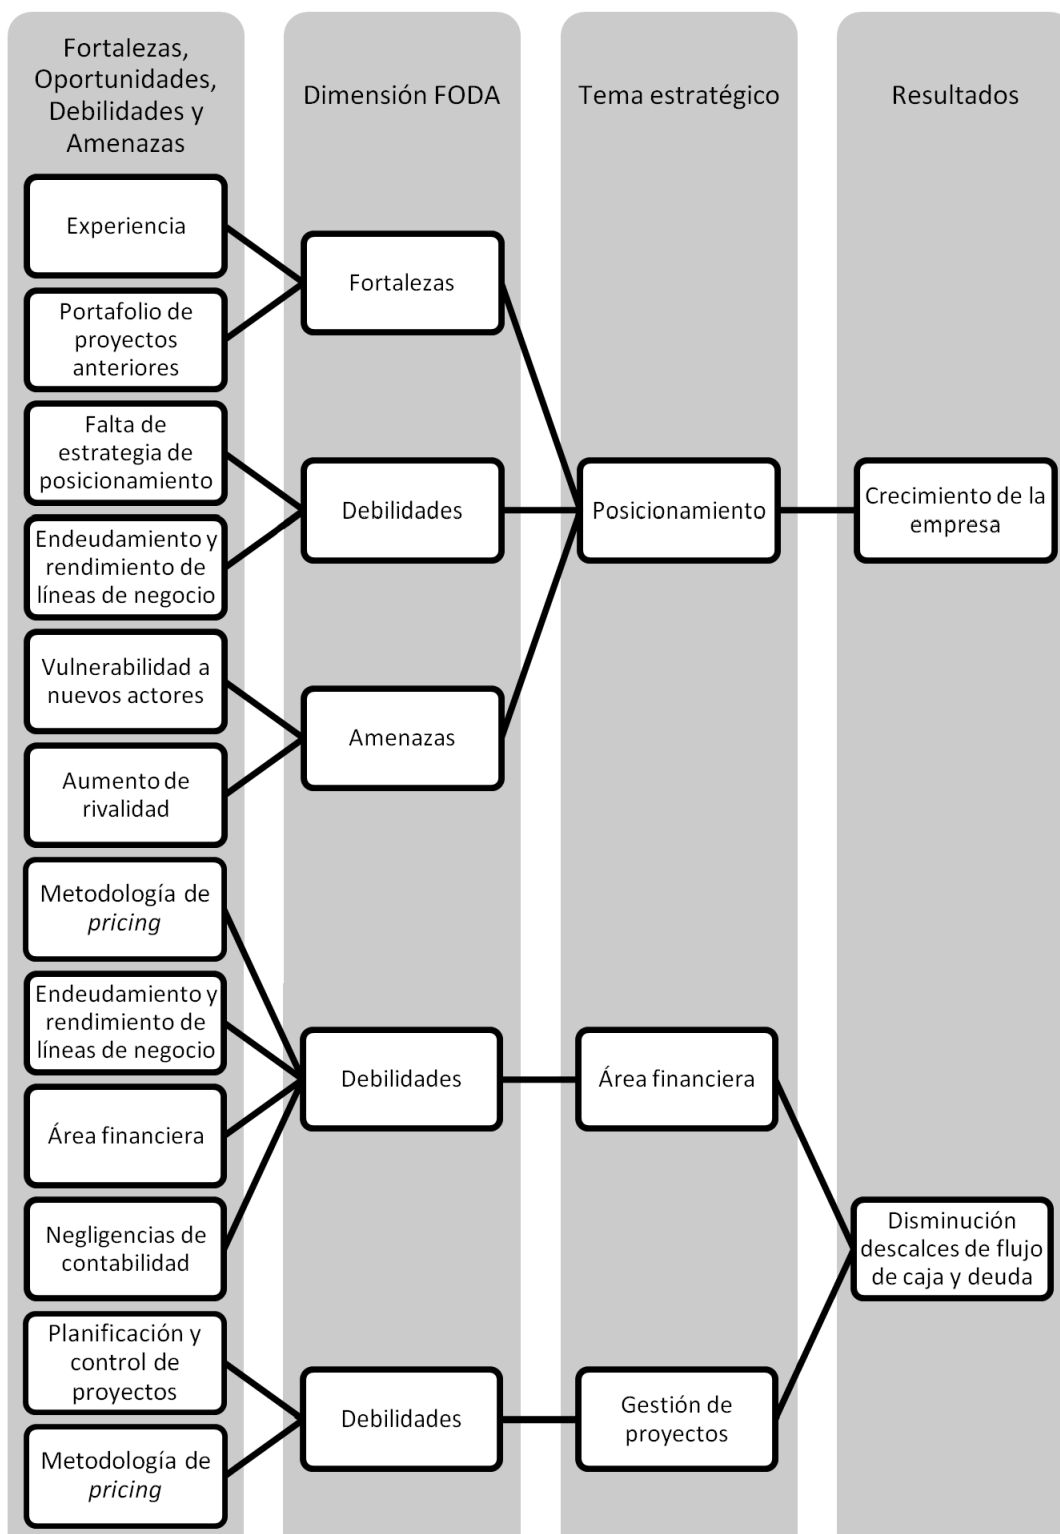 Fortalezas,
Oportunidades,
Debilidades y
Amenazas
Dimensión FODA
Tema estratégico
Resultados
Experiencia
Portafolio de
proyectos
anteriores
Fortalezas
Falta de
estrategia de
posicionamiento
Endeudamiento y
rendimiento de
líneas de negocio
Debilidades
Posicionamiento
Crecimiento de la
empresa
Vulnerabilidad a
nuevos actores
Aumento de
rivalidad
Amenazas
Metodología de
pricing
Endeudamiento y
rendimiento de
líneas de negocio
Área financiera
Negligencias de
contabilidad
Debilidades
Área financiera
Disminución
descalces de flujo
de caja y deuda
Planificación y
control de
proyectos
Metodología de
pricing
Debilidades
Gestión de
proyectos